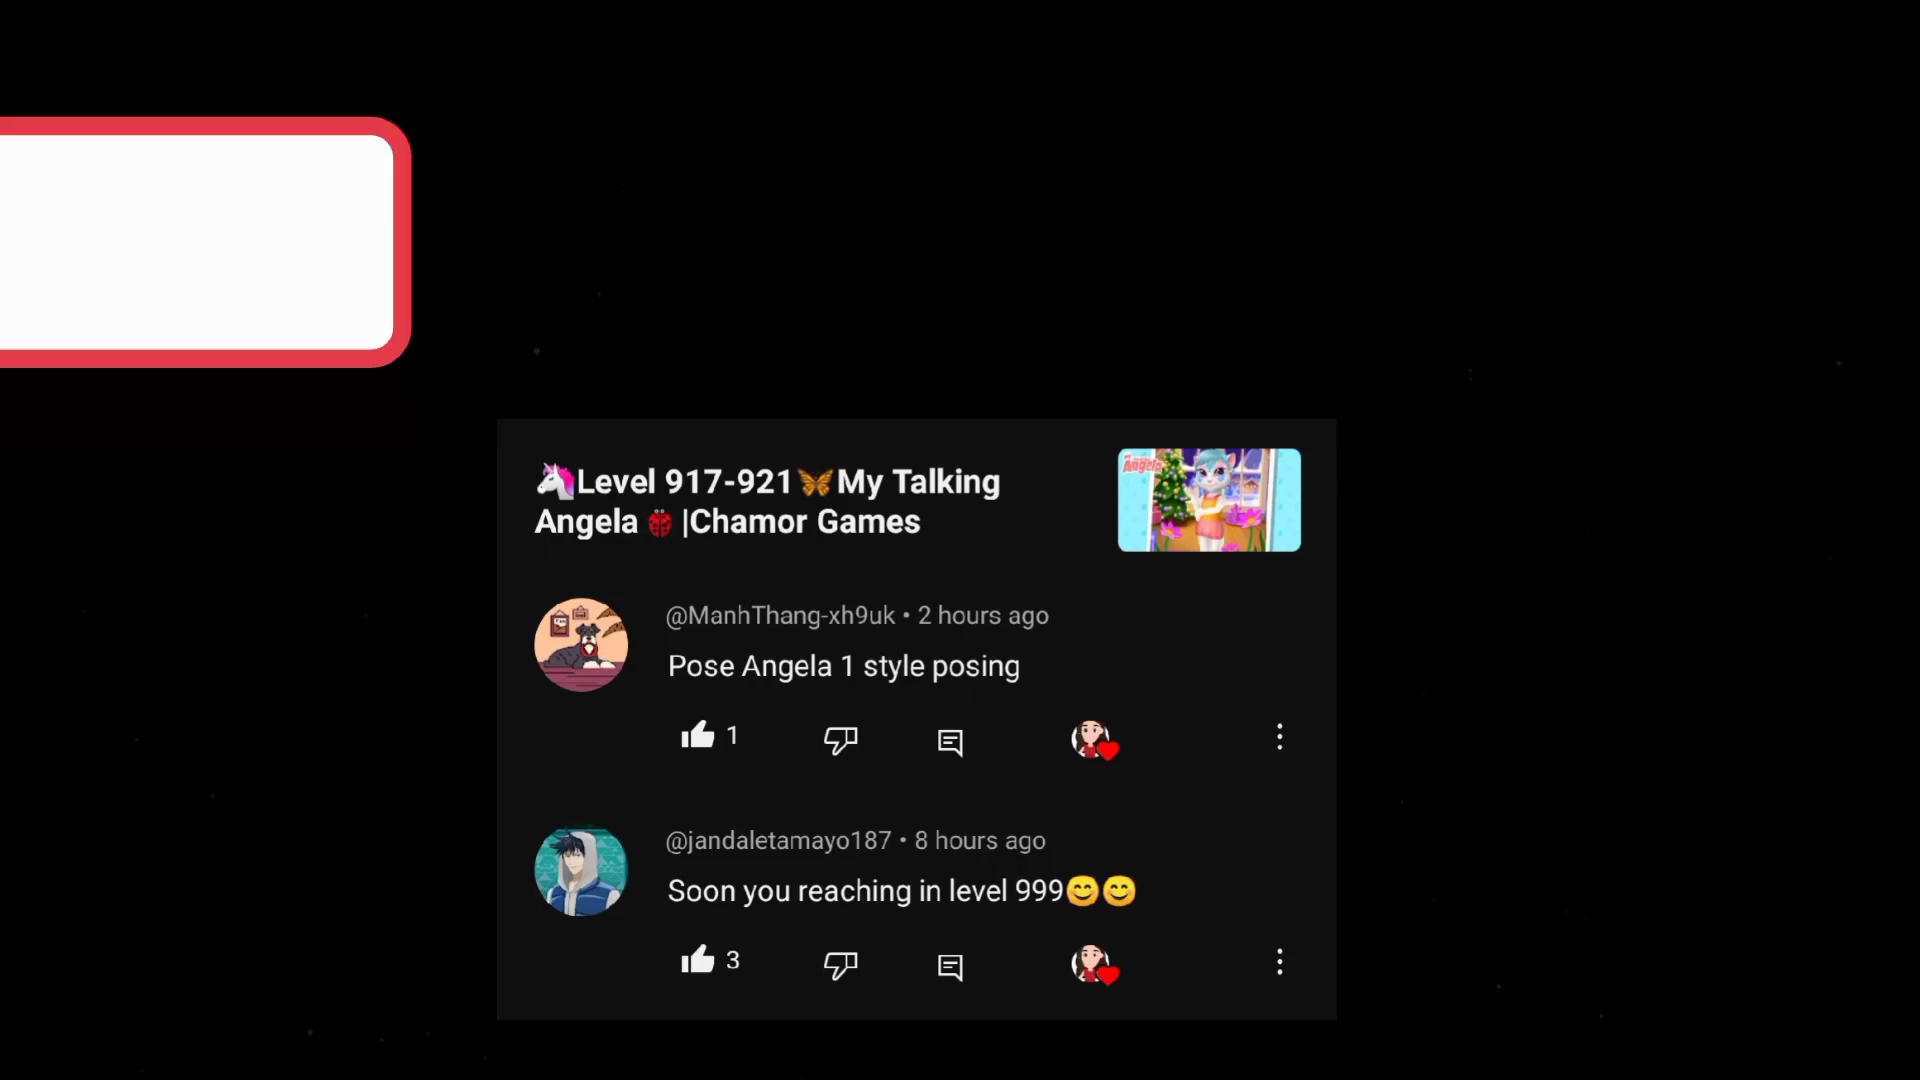 🦄Level 917-921🦋My Talking
Angela 🐞 |Chamor Games
Angela
@ManhThang-xh9uk • 2 hours ago
Pose Angela 1 style posing
1
@jandaletamayo187 • 8 hours ago
Soon you reaching in level 999😊😊
3